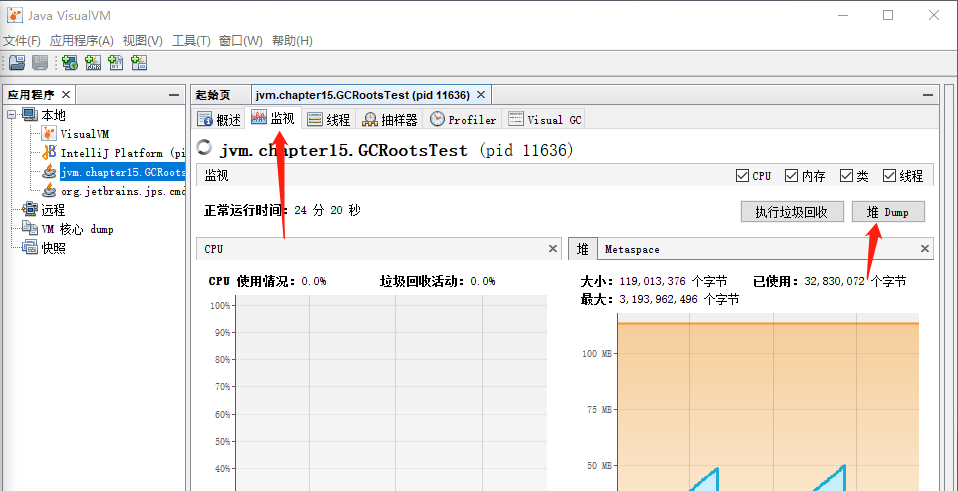 Java VisualVM
文件(F) 应用程序(A) 视图(V) 工具(T) 窗口(W) 帮助(H)
应用程序
起始页 jvm.chapter15.GCRootsTest (pid 11636)
本地
VisualVM
IntelliJ Platform (pi
jvm.chapter15.GCRoots
org.jetbrains.jps.cmd
远程
VM 核心 dump
快照
概述 监视 线程 抽样器 Profiler Visual GC
jvm.chapter15.GCRootsTest (pid 11636)
监视 CPU 内存 类 线程
正常运行时间: 24 分 20 秒 执行垃圾回收 堆 Dump
CPU 堆 Metaspace
CPU 使用情况: 0.0% 垃圾回收活动: 0.0%
大小: 119,013,376 个字节 已使用: 32,830,072 个字节
最大: 3,193,962,496 个字节
100%
90%
80%
70%
60%
50%
40%
100 MB
75 MB
50 MB